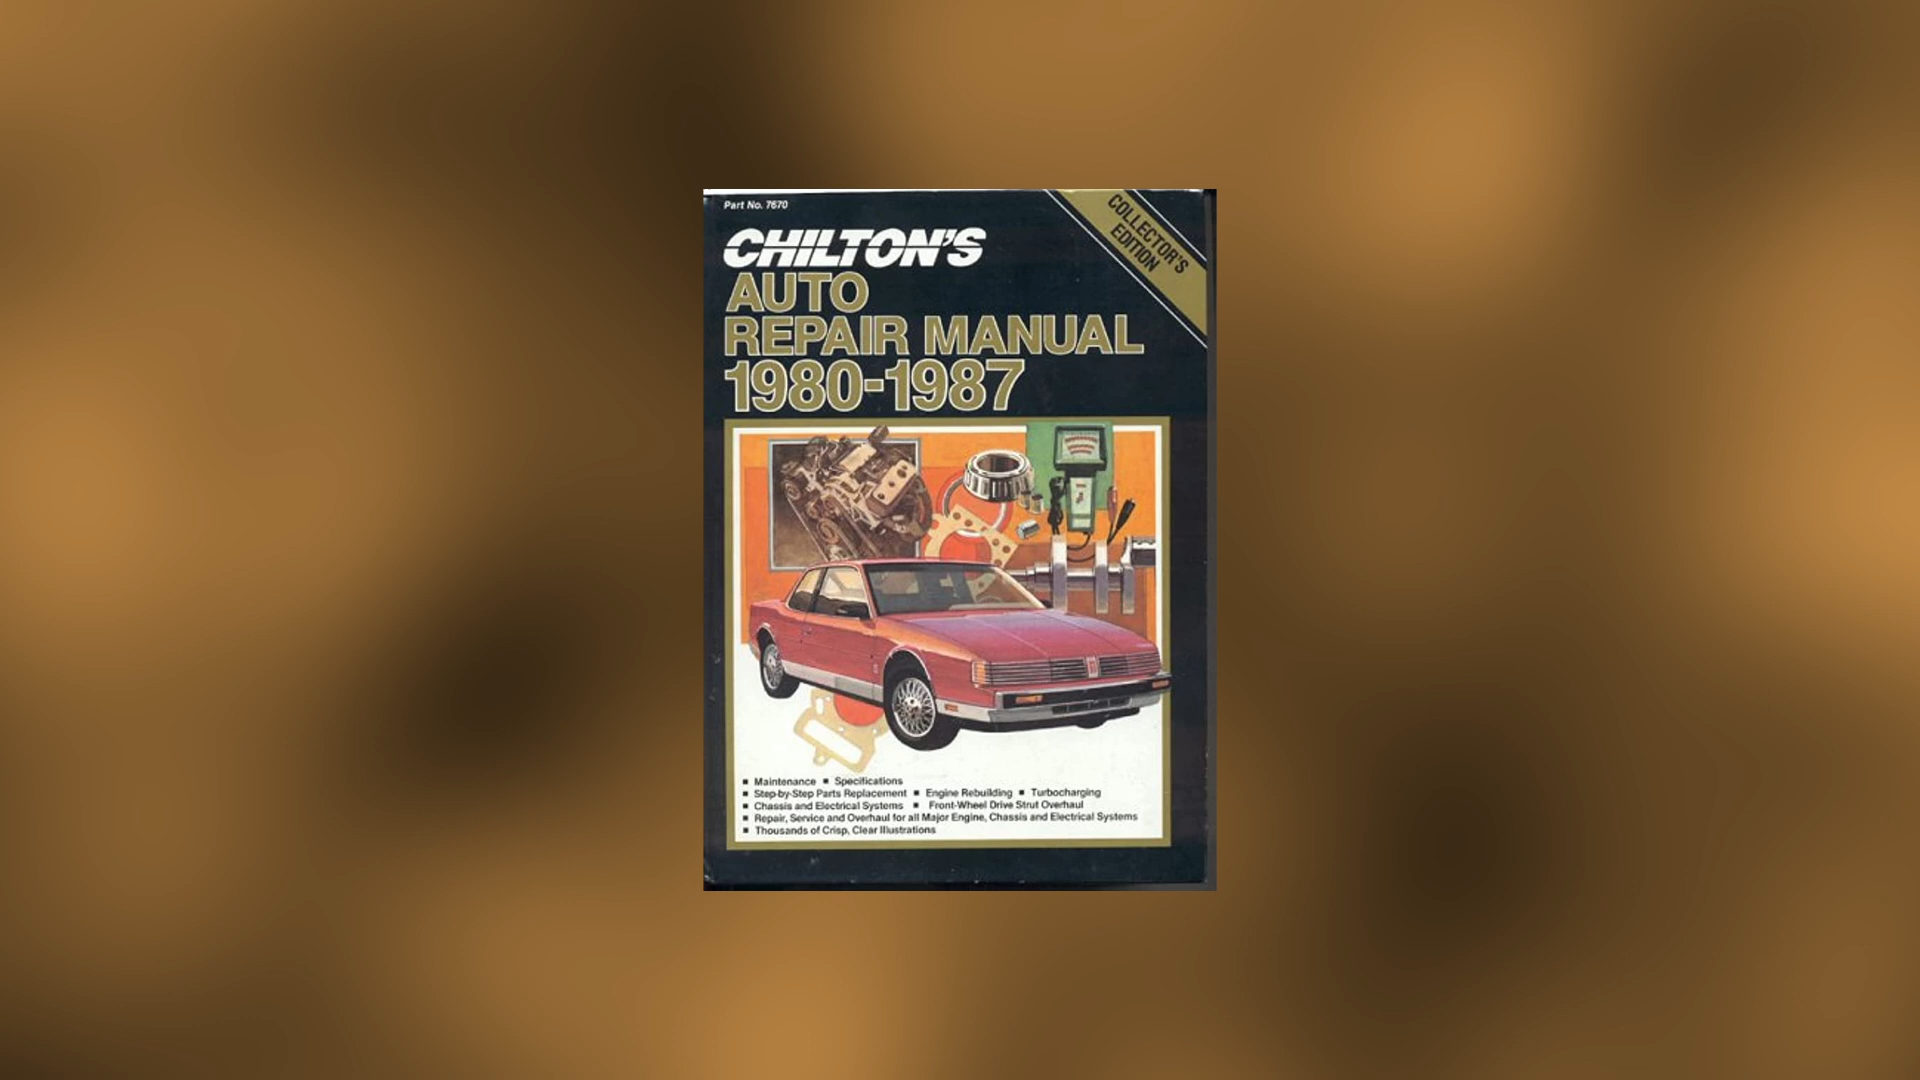 Part No. 7670
COLLECTOR'S
EDITION
CHILTON'S
AUTO
REPAIR MANUAL
1980-1987
▪ Maintenance ▪ Specifications
▪ Step-by-Step Parts Replacement ▪ Engine Rebuilding ▪ Turbocharging
▪ Chassis and Electrical Systems ▪ Front-Wheel Drive Strut Overhaul
▪ Repair, Service and Overhaul for all Major Engine, Chassis and Electrical Systems
▪ Thousands of Crisp, Clear Illustrations